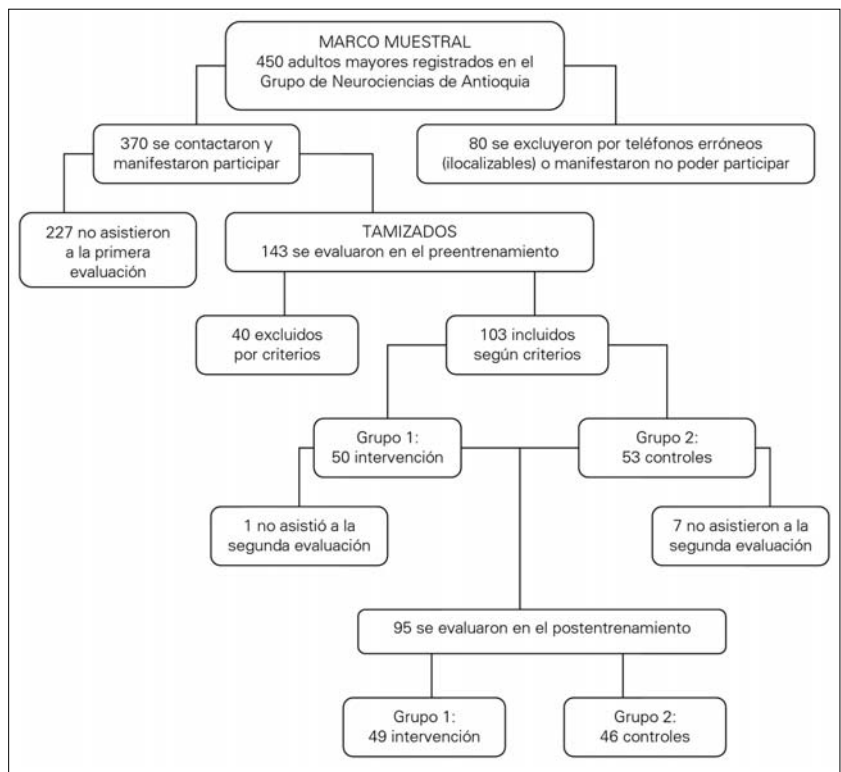 MARCO MUESTRAL
450 adultos mayores registrados en el
Grupo de Neurociencias de Antioquia
370 se contactaron y
manifestaron participar
80 se excluyeron por teléfonos erróneos
(ilocalizables) o manifestaron no poder participar
227 no asistieron
a la primera
evaluación
TAMIZADOS
143 se evaluaron en el preentrenamiento
40 excluidos
por criterios
103 incluidos
según criterios
Grupo 1:
50 intervención
Grupo 2:
53 controles
1 no asistió a la
segunda evaluación
7 no asistieron a la
segunda evaluación
95 se evaluaron en el postentrenamiento
Grupo 1:
49 intervención
Grupo 2:
46 controles